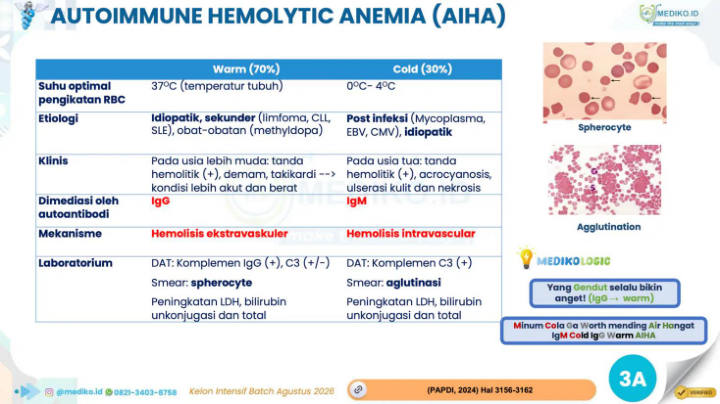 AUTOIMMUNE HEMOLYTIC ANEMIA (AIHA)
MEDIKO.ID
Warm (70%) Cold (30%)
Suhu optimal pengikatan RBC
37°C (temperatur tubuh)
0°C- 4°C
Etiologi
Idiopatik, sekunder (limfoma, CLL,
SLE), obat-obatan (methyldopa)
Post infeksi (Mycoplasma,
EBV, CMV), idiopatik
Klinis
Pada usia lebih muda: tanda
hemolitik (+), demam, takikardi -->
kondisi lebih akut dan berat
Pada usia tua: tanda
hemolitik (+), acrocyanosis,
ulserasi kulit dan nekrosis
Dimediasi oleh
autoantibodi
IgG
IgM
Mekanisme
Hemolisis ekstravaskuler
Hemolisis intravascular
Laboratorium
DAT: Komplemen IgG (+), C3 (+/-)
Smear: spherocyte
Peningkatan LDH, bilirubin
unkonjugasi dan total
DAT: Komplemen C3 (+)
Smear: aglutinasi
Peningkatan LDH, bilirubin
unkonjugasi dan total
Spherocyte
Agglutination
MEDIKOLOGIC
Yang Gendut selalu bikin
anget! (IgG → warm)
Minum Cola Ga Worth mending Air Hangat
IgM Cold IgG Warm AIHA
3A
@mediko.id 0821-3403-8758
Kelon Intensif Batch Agustus 2026
(PAPDI, 2024) Hal 3156-3162
VERIFIED